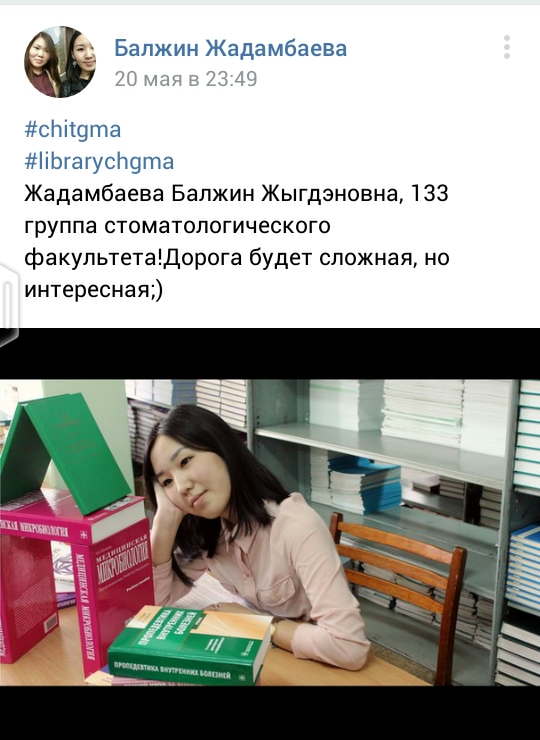 Балжин Жадамбаева
20 мая в 23:49
#chitgma
#librarychgma
Жадамбаева Балжин Жыгдэновна, 133
группа стоматологического
факультета!Дорога будет сложная, но
интересная;)
МИКРОБИОЛОГИЯ
МЕДИЦИНСКАЯ
МИКРОБИОЛОГИЯ
МЕДИЦИНСКАЯ
МИКРОБИОЛОГИЯ
ПРОПЕДЕВТИКА
ВНУТРЕННИХ
БОЛЕЗНЕЙ
ПРОПЕДЕВТИКА ВНУТРЕННИХ БОЛЕЗНЕЙ